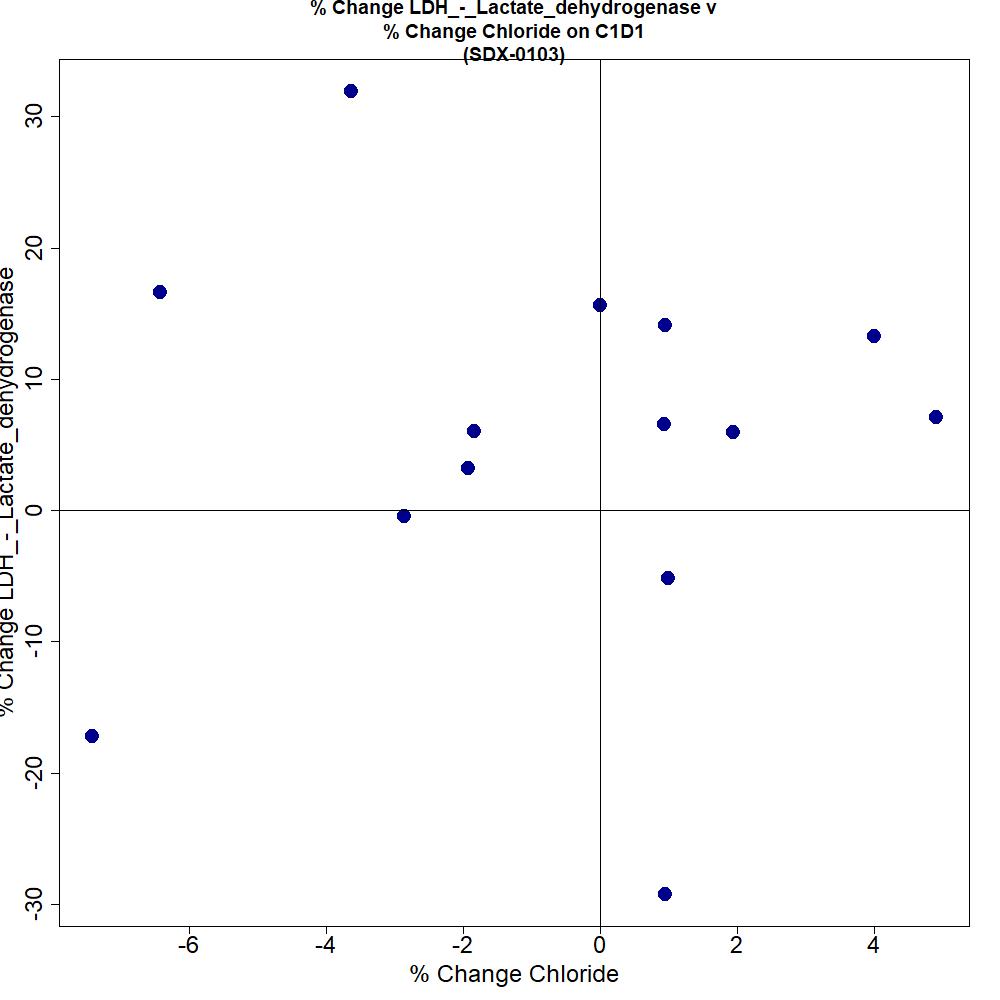 % Change LDH_-_Lactate_dehydrogenase v
% Change Chloride on C1D1
(SDX-0103)
% Change LDH_-_Lactate_dehydrogenase
30
20
10
0
-10
-20
-30
-6 -4 -2 0 2 4
% Change Chloride